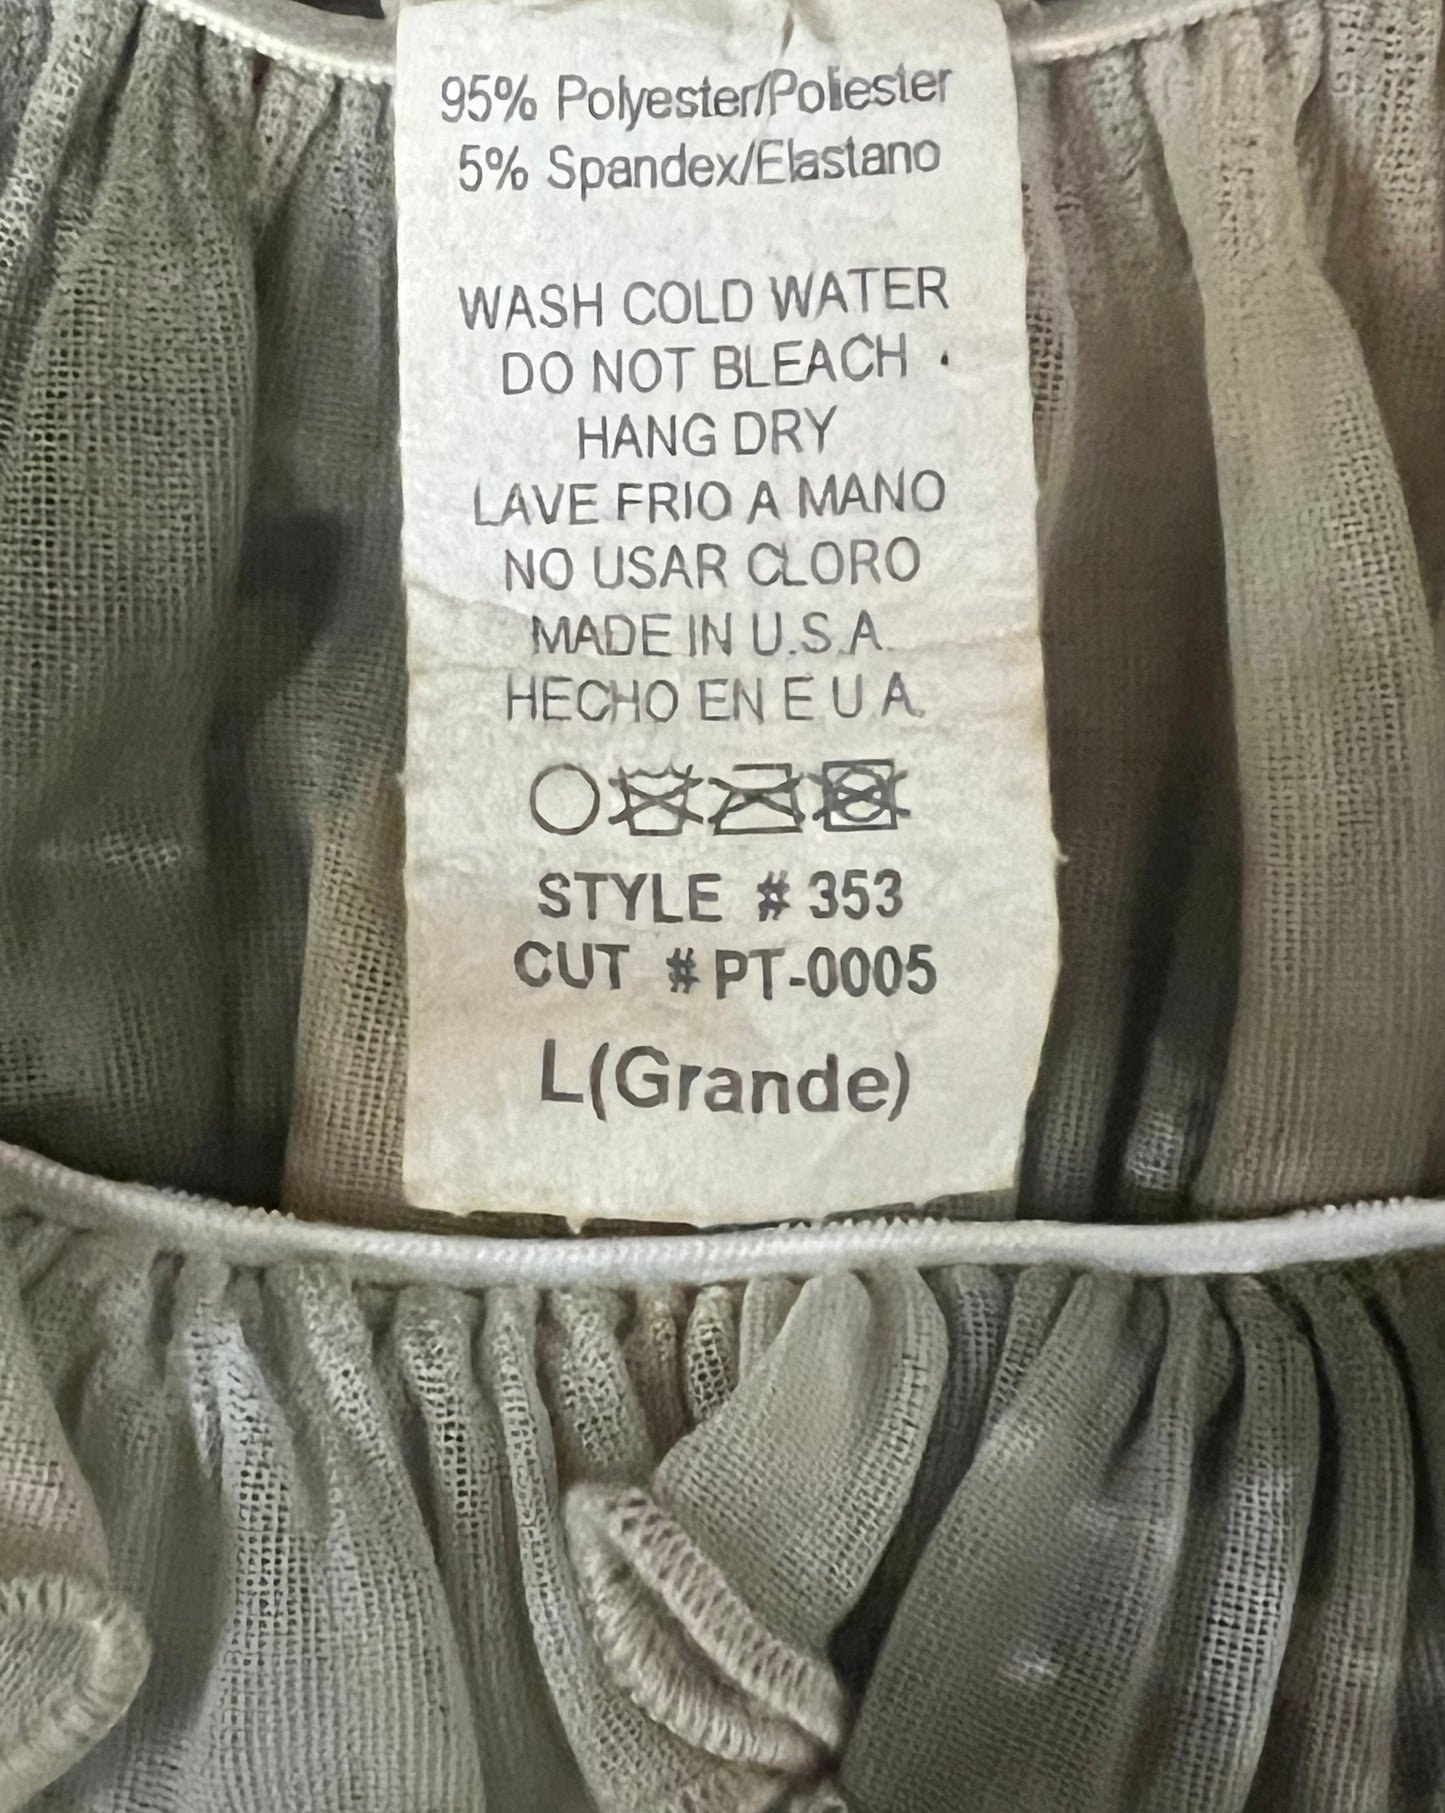 95% Polyester/Poliester
5% Spandex/Elastano
WASH COLD WATER
DO NOT BLEACH .
HANG DRY
LAVE FRIO A MANO
NO USAR CLORO
MADE IN U.S.A.
HECHO EN E U A.
STYLE # 353
CUT # PT-0005
L(Grande)